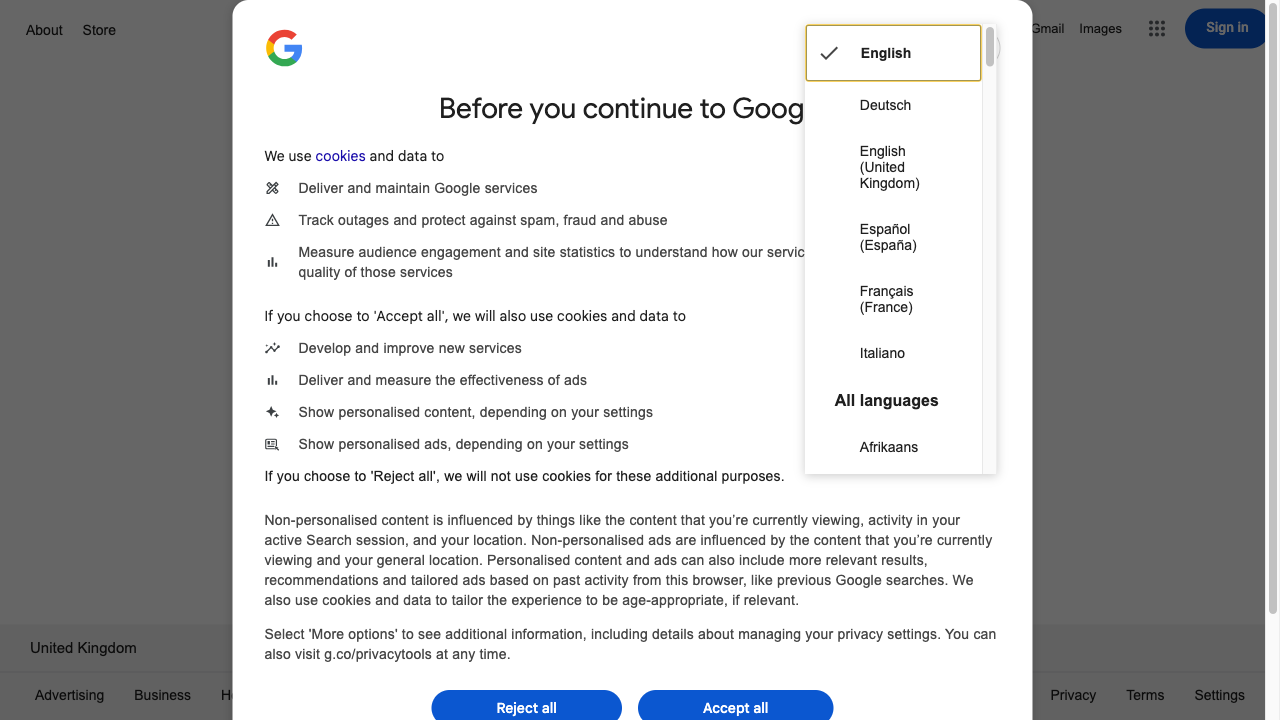 About Store
Gmail Images
Sign in
English
Deutsch
English
(United
Kingdom)
Español
(España)
Français
(France)
Italiano
All languages
Afrikaans
Before you continue to
We use cookies and data to
Deliver and maintain Google services
Track outages and protect against spam, fraud and abuse
Measure audience engagement and site statistics to understand how our
quality of those services
If you choose to 'Accept all', we will also use cookies and data to
Develop and improve new services
Deliver and measure the effectiveness of ads
Show personalised content, depending on your settings
Show personalised ads, depending on your settings
If you choose to 'Reject all', we will not use cookies for these additional purposes.
Non-personalised content is influenced by things like the content that you’re currently viewing, activity in your
active Search session, and your location. Non-personalised ads are influenced by the content that you’re currently
viewing and your general location. Personalised content and ads can also include more relevant results,
recommendations and tailored ads based on past activity from this browser, like previous Google searches. We
also use cookies and data to tailor the experience to be age-appropriate, if relevant.
Select 'More options' to see additional information, including details about managing your privacy settings. You can
also visit g.co/privacytools at any time.
Reject all Accept all
United Kingdom
Advertising Business
Privacy Terms Settings